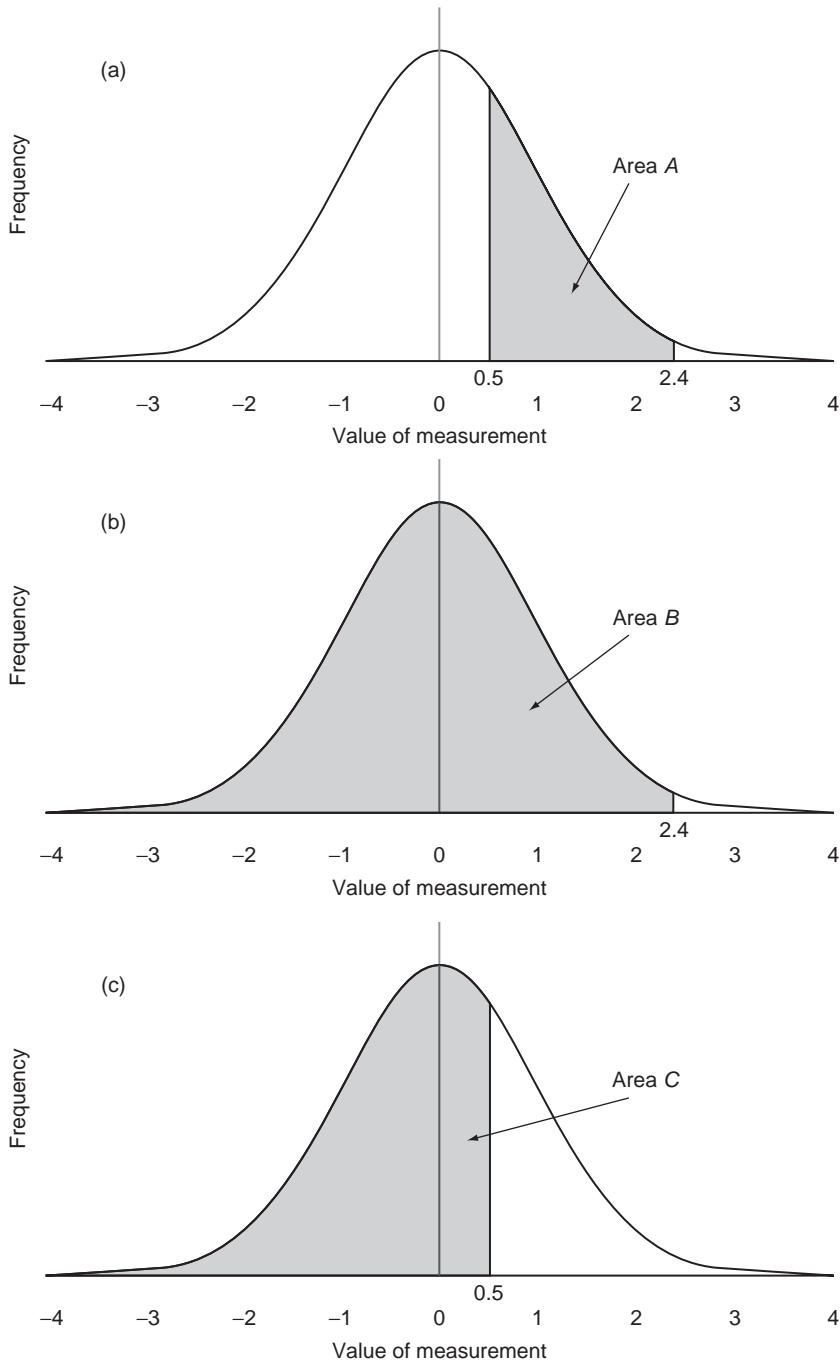 (a)
Frequency
Area A
0.5 2.4
–4 –3 –2 –1 0 1 2 3 4
Value of measurement
(b)
Frequency
Area B
2.4
–4 –3 –2 –1 0 1 2 3 4
Value of measurement
(c)
Frequency
Area C
0.5
–4 –3 –2 –1 0 1 2 3 4
Value of measurement